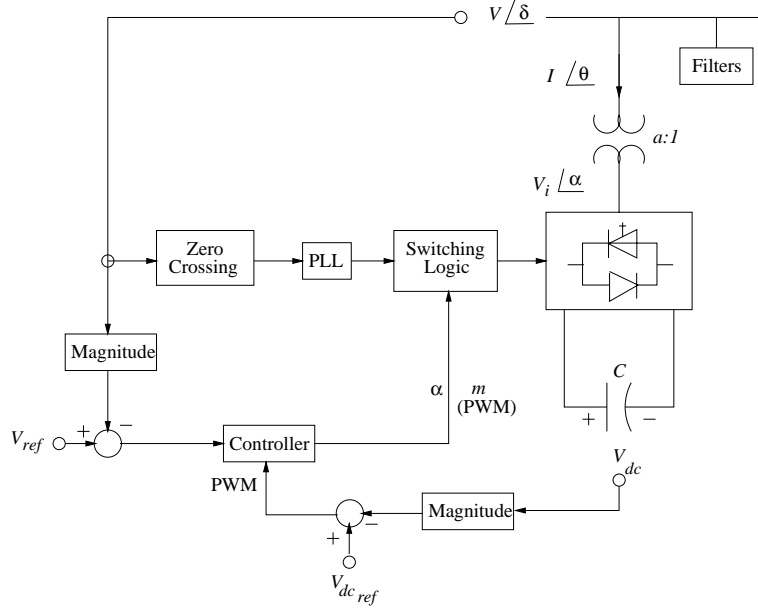 V∠δ
Filters
I∠θ
a:1
V_i∠α
Zero
Crossing
PLL
Switching
Logic
Magnitude
C
+ −
α
m
(PWM)
V_ref
+ −
Controller
V_dc
PWM
Magnitude
+ −
V_dc_ref